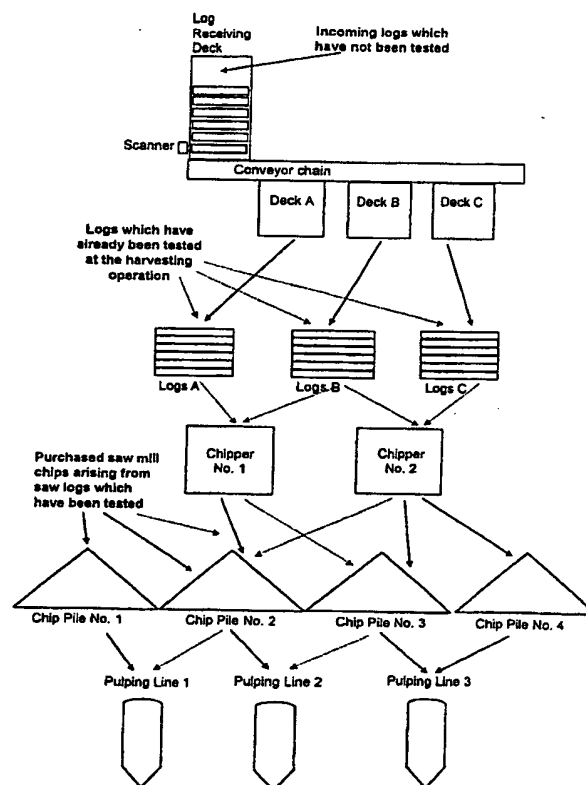 Log
Receiving
Deck
Incoming logs which
have not been tested
Scanner
Conveyor chain
Deck A
Deck B
Deck C
Logs which have
already been tested
at the harvesting
operation
Logs A
Logs B
Logs C
Chipper
No. 1
Chipper
No. 2
Purchased saw mill
chips arising from
saw logs which
have been tested
Chip Pile No. 1
Chip Pile No. 2
Chip Pile No. 3
Chip Pile No. 4
Pulping Line 1
Pulping Line 2
Pulping Line 3